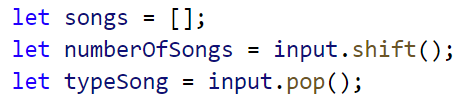 let songs = [];
let numberOfSongs = input.shift();
let typeSong = input.pop();